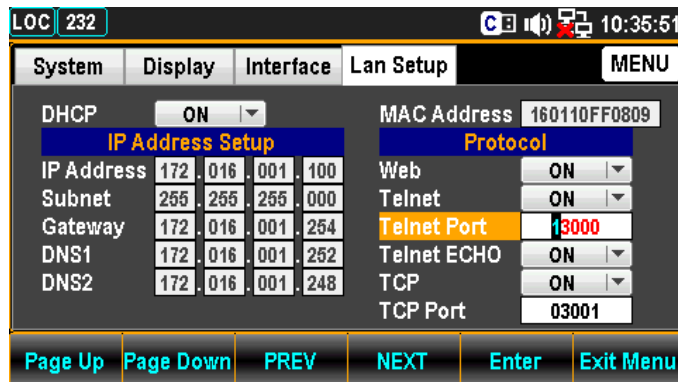 LOC 232 C 10:35:51
System Display Interface Lan Setup MENU
DHCP ON MAC Address 160110FF0809
IP Address Setup Protocol
IP Address 172 . 016 . 001 . 100 Web ON
Subnet 255 . 255 . 255 . 000 Telnet ON
Gateway 172 . 016 . 001 . 254 Telnet Port 13000
DNS1 172 . 016 . 001 . 252 Telnet ECHO ON
DNS2 172 . 016 . 001 . 248 TCP ON
TCP Port 03001
Page Up Page Down PREV NEXT Enter Exit Menu